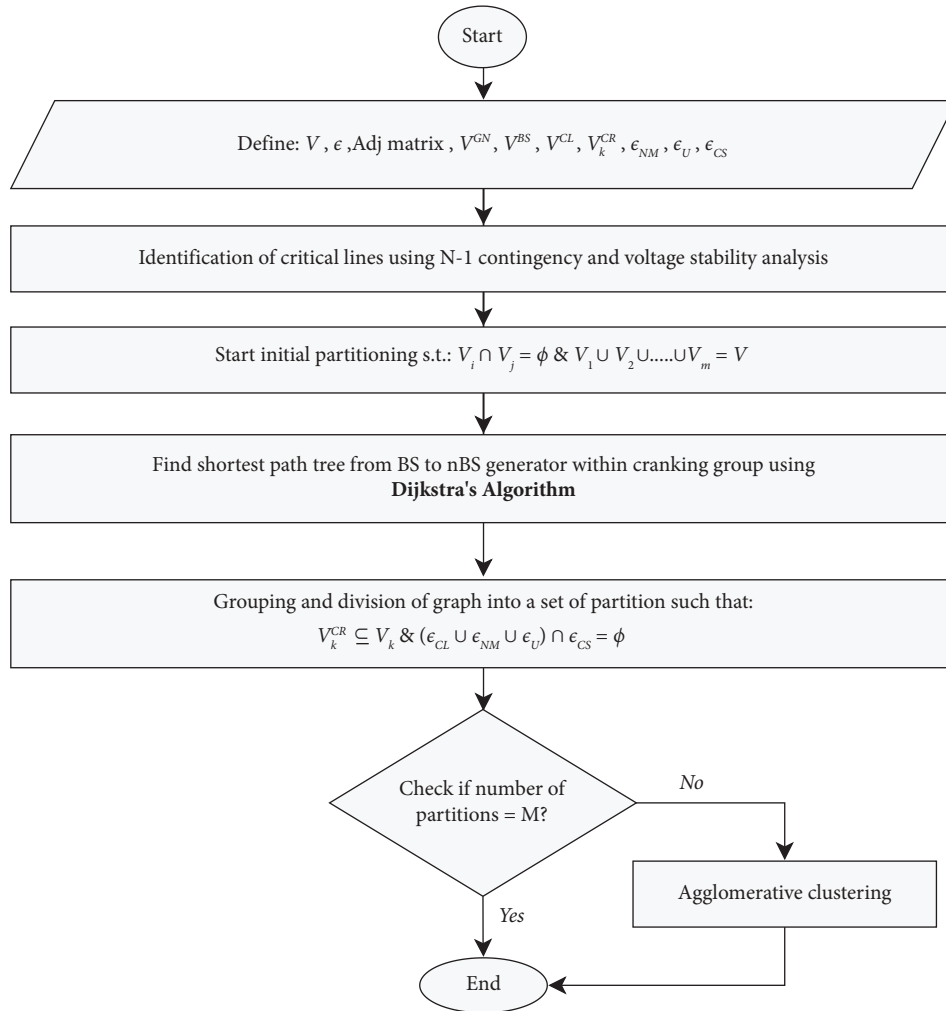 Start
Define: V , ϵ ,Adj matrix , V^GN, V^BS, V^CL, V_k^CR, ϵ_NM , ϵ_U , ϵ_CS
Identification of critical lines using N-1 contingency and voltage stability analysis
Start initial partitioning s.t.: V_i ∩ V_j = ϕ & V_1 ∪ V_2 ∪.....∪ V_m = V
Find shortest path tree from BS to nBS generator within cranking group using
Dijkstra's Algorithm
Grouping and division of graph into a set of partition such that:
V_k^CR ⊆ V_k & (ϵ_CL ∪ ϵ_NM ∪ ϵ_U) ∩ ϵ_CS = ϕ
Check if number of
partitions = M?
No
Agglomerative clustering
Yes
End